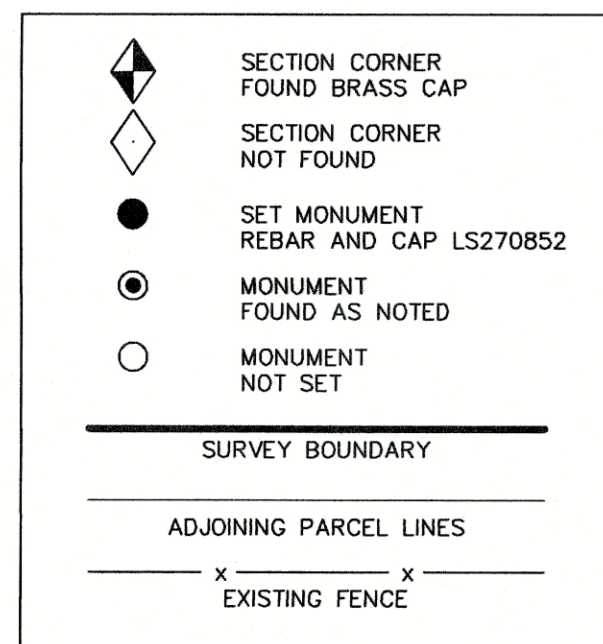 SECTION CORNER
FOUND BRASS CAP
SECTION CORNER
NOT FOUND
SET MONUMENT
REBAR AND CAP LS270852
MONUMENT
FOUND AS NOTED
MONUMENT
NOT SET
SURVEY BOUNDARY
ADJOINING PARCEL LINES
x x
EXISTING FENCE